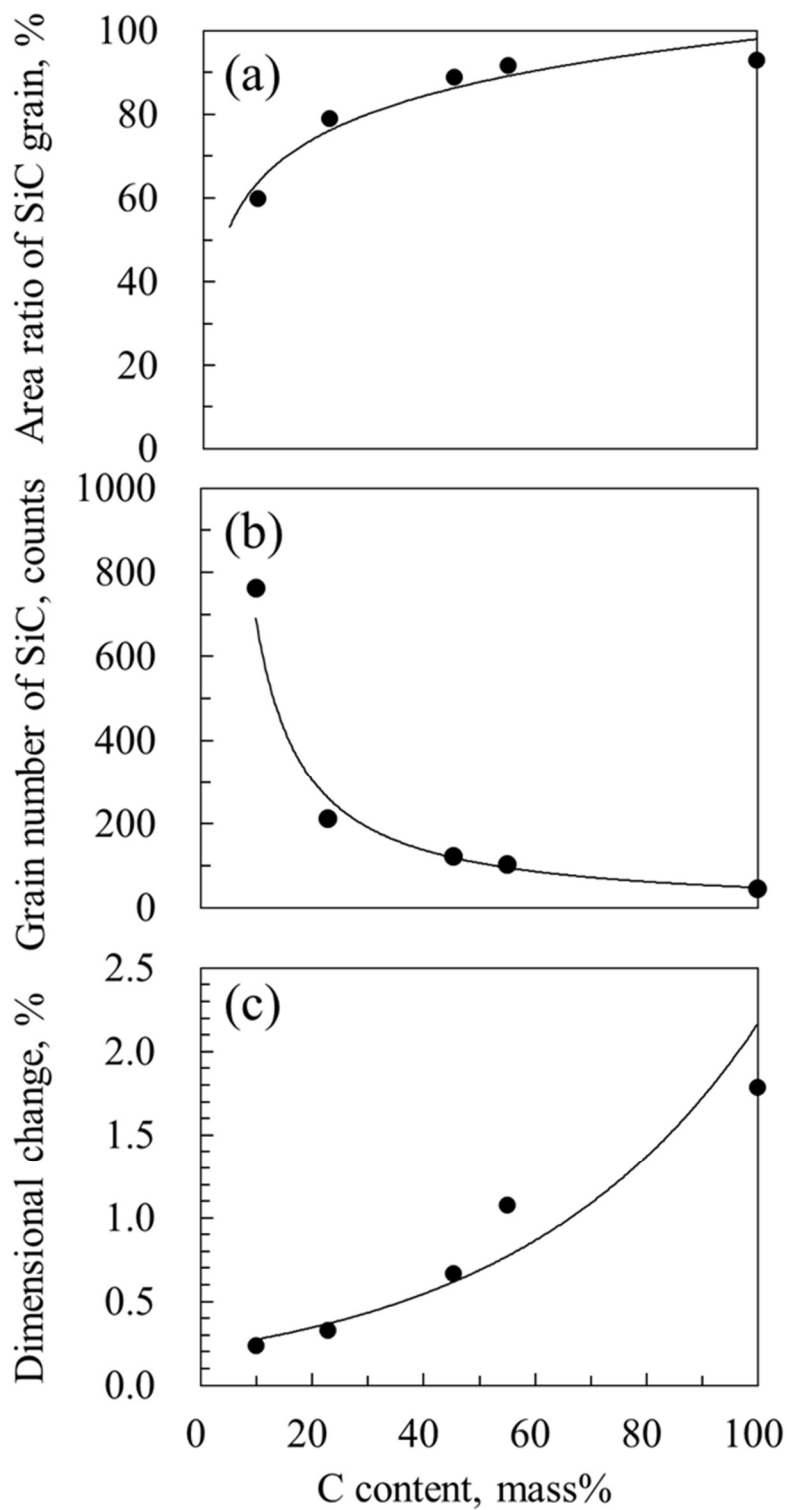 Area ratio of SiC grain, %
100
80
60
40
20
0
(a)
Grain number of SiC, counts
1000
800
600
400
200
0
(b)
Dimensional change, %
2.5
2.0
1.5
1.0
0.5
0.0
(c)
0 20 40 60 80 100
C content, mass%